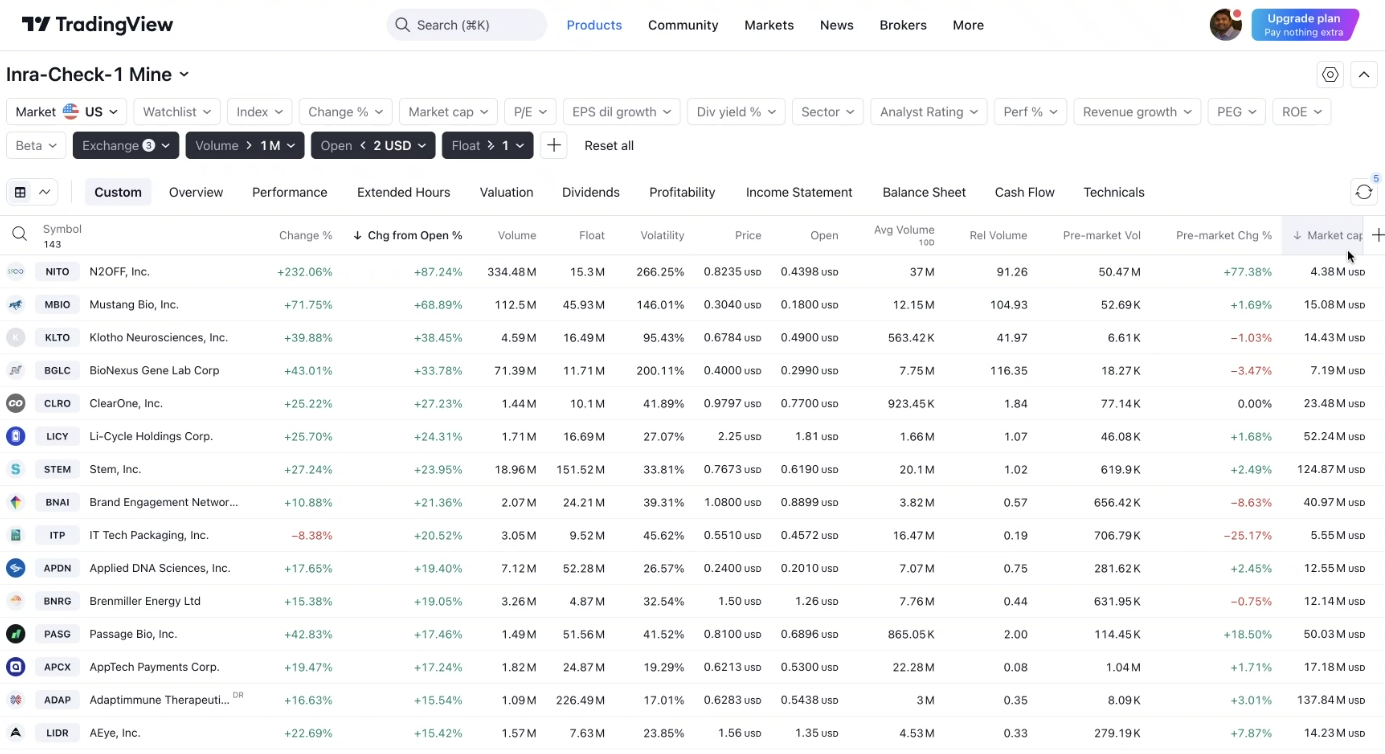 TradingView
Search (⌘K)
Products Community Markets News Brokers More
Upgrade plan
Pay nothing extra
Inra-Check-1 Mine
Market US Watchlist Index Change % Market cap P/E EPS dil growth Div yield % Sector Analyst Rating Perf % Revenue growth PEG ROE
Beta Exchange 3 Volume > 1 M Open < 2 USD Float ≥ 1 + Reset all
Custom Overview Performance Extended Hours Valuation Dividends Profitability Income Statement Balance Sheet Cash Flow Technicals 5
Symbol 143 Change % ↓ Chg from Open % Volume Float Volatility Price Open Avg Volume 10D Rel Volume Pre-market Vol Pre-market Chg % ↓ Market cap +
NITO N2OFF, Inc. +232.06% +87.24% 334.48 M 15.3 M 266.25% 0.8235 USD 0.4398 USD 37 M 91.26 50.47 M +77.38% 4.38 M USD
MBIO Mustang Bio, Inc. +71.75% +68.89% 112.5 M 45.93 M 146.01% 0.3040 USD 0.1800 USD 12.15 M 104.93 52.69 K +1.69% 15.08 M USD
K KLTO Klotho Neurosciences, Inc. +39.88% +38.45% 4.59 M 16.49 M 95.43% 0.6784 USD 0.4900 USD 563.42 K 41.97 6.61 K −1.03% 14.43 M USD
BGLC BioNexus Gene Lab Corp +43.01% +33.78% 71.39 M 11.71 M 200.11% 0.4000 USD 0.2990 USD 7.75 M 116.35 18.27 K −3.47% 7.19 M USD
CLRO ClearOne, Inc. +25.22% +27.23% 1.44 M 10.1 M 41.89% 0.9797 USD 0.7700 USD 923.45 K 1.84 77.14 K 0.00% 23.48 M USD
LICY Li-Cycle Holdings Corp. +25.70% +24.31% 1.71 M 16.69 M 27.07% 2.25 USD 1.81 USD 1.66 M 1.07 46.08 K +1.68% 52.24 M USD
S STEM Stem, Inc. +27.24% +23.95% 18.96 M 151.52 M 33.81% 0.7673 USD 0.6190 USD 20.1 M 1.02 619.9 K +2.49% 124.87 M USD
BNAI Brand Engagement Networ... +10.88% +21.36% 2.07 M 24.21 M 39.31% 1.0800 USD 0.8899 USD 3.82 M 0.57 656.42 K −8.63% 40.97 M USD
ITP IT Tech Packaging, Inc. −8.38% +20.52% 3.05 M 9.52 M 45.62% 0.5510 USD 0.4572 USD 16.47 M 0.19 706.79 K −25.17% 5.55 M USD
APDN Applied DNA Sciences, Inc. +17.65% +19.40% 7.12 M 52.28 M 26.57% 0.2400 USD 0.2010 USD 7.07 M 0.75 281.62 K +2.45% 12.55 M USD
BNRG Brenmiller Energy Ltd +15.38% +19.05% 3.26 M 4.87 M 32.54% 1.50 USD 1.26 USD 7.76 M 0.44 631.95 K −0.75% 12.14 M USD
PASG Passage Bio, Inc. +42.83% +17.46% 1.49 M 51.56 M 41.52% 0.8100 USD 0.6896 USD 865.05 K 2.00 114.45 K +18.50% 50.03 M USD
APCX AppTech Payments Corp. +19.47% +17.24% 1.82 M 24.87 M 19.29% 0.6213 USD 0.5300 USD 22.28 M 0.08 1.04 M +1.71% 17.18 M USD
ADAP Adaptimmune Therapeuti... DR +16.63% +15.54% 1.09 M 226.49 M 17.01% 0.6283 USD 0.5438 USD 3 M 0.35 8.09 K +3.01% 137.84 M USD
LIDR AEye, Inc. +22.69% +15.42% 1.57 M 7.63 M 23.85% 1.56 USD 1.35 USD 4.53 M 0.33 279.19 K +7.87% 14.23 M USD